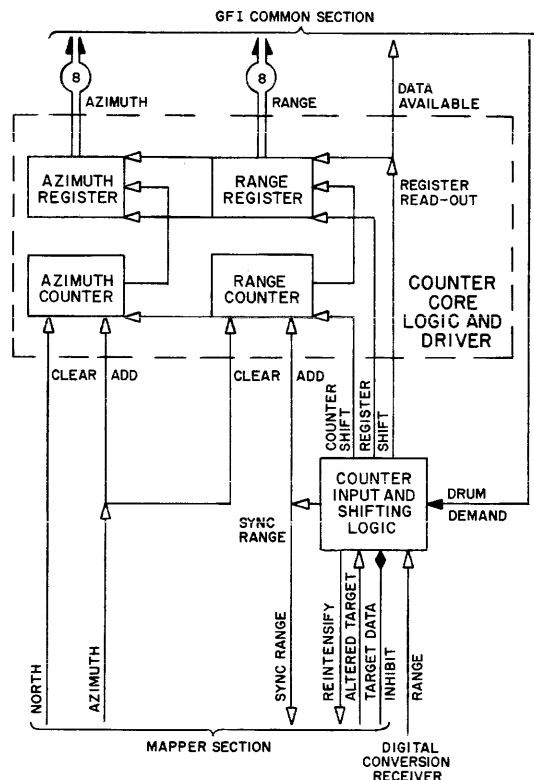 GFI COMMON SECTION
8
8
AZIMUTH
RANGE
DATA
AVAILABLE
AZIMUTH
REGISTER
RANGE
REGISTER
REGISTER
READ-OUT
AZIMUTH
COUNTER
RANGE
COUNTER
COUNTER
CORE
LOGIC AND
DRIVER
CLEAR
ADD
CLEAR
ADD
COUNTER
SHIFT
REGISTER
SHIFT
COUNTER
INPUT AND
SHIFTING
LOGIC
DRUM
DEMAND
SYNC
RANGE
NORTH
AZIMUTH
SYNC RANGE
REINTENSIFY
ALTERED TARGET
TARGET DATA
INHIBIT
RANGE
MAPPER SECTION
DIGITAL
CONVERSION
RECEIVER